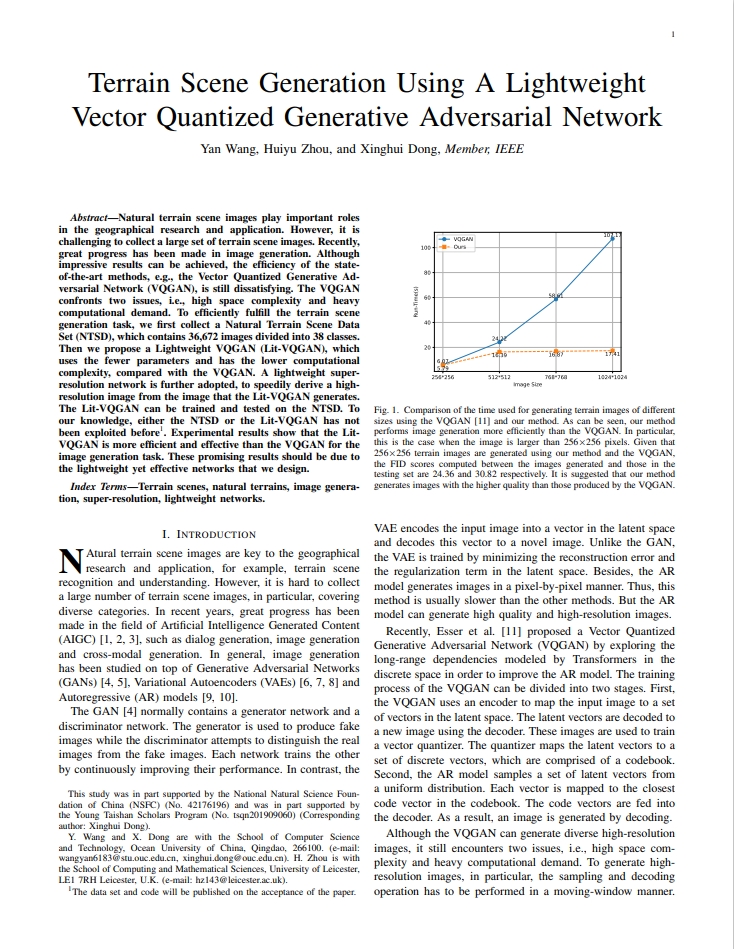 1
Terrain Scene Generation Using A Lightweight
Vector Quantized Generative Adversarial Network
Yan Wang, Huiyu Zhou, and Xinghui Dong, Member, IEEE
Abstract—Natural terrain scene images play important roles
in the geographical research and application. However, it is
challenging to collect a large set of terrain scene images. Recently,
great progress has been made in image generation. Although
impressive results can be achieved, the efficiency of the state-
of-the-art methods, e.g., the Vector Quantized Generative Ad-
versarial Network (VQGAN), is still dissatisfying. The VQGAN
confronts two issues, i.e., high space complexity and heavy
computational demand. To efficiently fulfill the terrain scene
generation task, we first collect a Natural Terrain Scene Data
Set (NTSD), which contains 36,672 images divided into 38 classes.
Then we propose a Lightweight VQGAN (Lit-VQGAN), which
uses the fewer parameters and has the lower computational
complexity, compared with the VQGAN. A lightweight super-
resolution network is further adopted, to speedily derive a high-
resolution image from the image that the Lit-VQGAN generates.
The Lit-VQGAN can be trained and tested on the NTSD. To
our knowledge, either the NTSD or the Lit-VQGAN has not
been exploited before1. Experimental results show that the Lit-
VQGAN is more efficient and effective than the VQGAN for the
image generation task. These promising results should be due to
the lightweight yet effective networks that we design.
Index Terms—Terrain scenes, natural terrains, image genera-
tion, super-resolution, lightweight networks.
I. INTRODUCTION
NAtural terrain scene images are key to the geographical
research and application, for example, terrain scene
recognition and understanding. However, it is hard to collect
a large number of terrain scene images, in particular, covering
diverse categories. In recent years, great progress has been
made in the field of Artificial Intelligence Generated Content
(AIGC) [1, 2, 3], such as dialog generation, image generation
and cross-modal generation. In general, image generation
has been studied on top of Generative Adversarial Networks
(GANs) [4, 5], Variational Autoencoders (VAEs) [6, 7, 8] and
Autoregressive (AR) models [9, 10].
The GAN [4] normally contains a generator network and a
discriminator network. The generator is used to produce fake
images while the discriminator attempts to distinguish the real
images from the fake images. Each network trains the other
by continuously improving their performance. In contrast, the
This study was in part supported by the National Natural Science Foun-
dation of China (NSFC) (No. 42176196) and was in part supported by
the Young Taishan Scholars Program (No. tsqn201909060) (Corresponding
author: Xinghui Dong).
Y. Wang and X. Dong are with the School of Computer Science
and Technology, Ocean University of China, Qingdao, 266100. (e-mail:
wangyan6183@stu.ouc.edu.cn, xinghui.dong@ouc.edu.cn). H. Zhou is with
the School of Computing and Mathematical Sciences, University of Leicester,
LE1 7RH Leicester, U.K. (e-mail: hz143@leicester.ac.uk).
1The data set and code will be published on the acceptance of the paper.
VQGAN
Ours
Run-Time(s)
100
80
60
40
20
24.22
16.87
17.41
256*256
512*512
768*768
1024*1024
Image Size
Fig. 1. Comparison of the time used for generating terrain images of different
sizes using the VQGAN [11] and our method. As can be seen, our method
performs image generation more efficiently than the VQGAN. In particular,
this is the case when the image is larger than 256×256 pixels. Given that
256×256 terrain images are generated using our method and the VQGAN,
the FID scores computed between the images generated and those in the
testing set are 24.36 and 30.82 respectively. It is suggested that our method
generates images with the higher quality than those produced by the VQGAN.
VAE encodes the input image into a vector in the latent space
and decodes this vector to a novel image. Unlike the GAN,
the VAE is trained by minimizing the reconstruction error and
the regularization term in the latent space. Besides, the AR
model generates images in a pixel-by-pixel manner. Thus, this
method is usually slower than the other methods. But the AR
model can generate high quality and high-resolution images.
Recently, Esser et al. [11] proposed a Vector Quantized
Generative Adversarial Network (VQGAN) by exploring the
long-range dependencies modeled by Transformers in the
discrete space in order to improve the AR model. The training
process of the VQGAN can be divided into two stages. First,
the VQGAN uses an encoder to map the input image to a set
of vectors in the latent space. The latent vectors are decoded to
a new image using the decoder. These images are used to train
a vector quantizer. The quantizer maps the latent vectors to a
set of discrete vectors, which are comprised of a codebook.
Second, the AR model samples a set of latent vectors from
a uniform distribution. Each vector is mapped to the closest
code vector in the codebook. The code vectors are fed into
the decoder. As a result, an image is generated by decoding.
Although the VQGAN can generate diverse high-resolution
images, it still encounters two issues, i.e., high space com-
plexity and heavy computational demand. To generate high-
resolution images, in particular, the sampling and decoding
operation has to be performed in a moving-window manner.